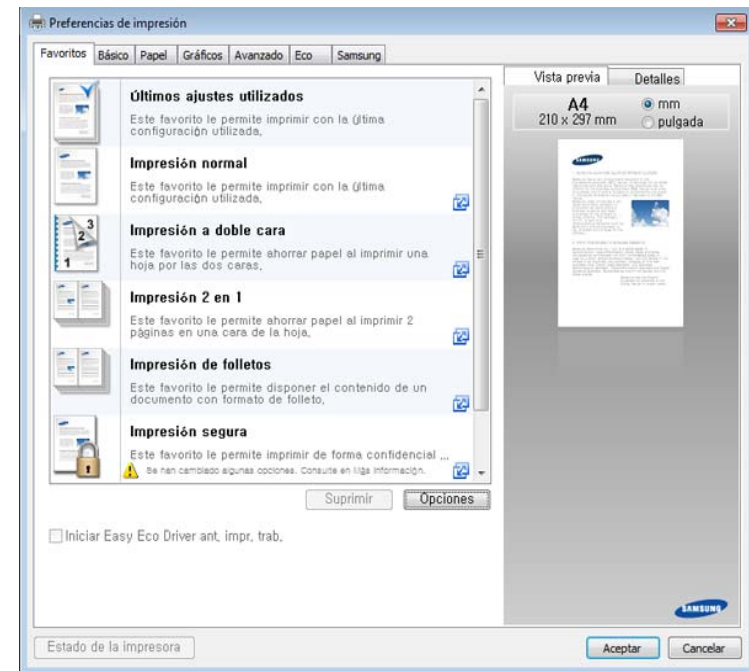 Preferencias de impresión
Favoritos Básico Papel Gráficos Avanzado Eco Samsung
Últimos ajustes utilizados
Este favorito le permite imprimir con la última
configuración utilizada.
Impresión normal
Este favorito le permite imprimir con la última
configuración utilizada.
3
2
1
Impresión a doble cara
Este favorito le permite ahorrar papel al imprimir una
hoja por las dos caras.
Impresión 2 en 1
Este favorito le permite ahorrar papel al imprimir 2
páginas en una cara de la hoja.
Impresión de folletos
Este favorito le permite disponer el contenido de un
documento con formato de folleto.
Impresión segura
Este favorito le permite imprimir de forma confidencial ...
Se han cambiado algunas opciones. Consulte en Más información.
Suprimir Opciones
Iniciar Easy Eco Driver ant. impr. trab.
Estado de la impresora
Vista previa Detalles
A4
210 x 297 mm
mm
pulgada
SAMSUNG
SAMSUNG
Aceptar Cancelar